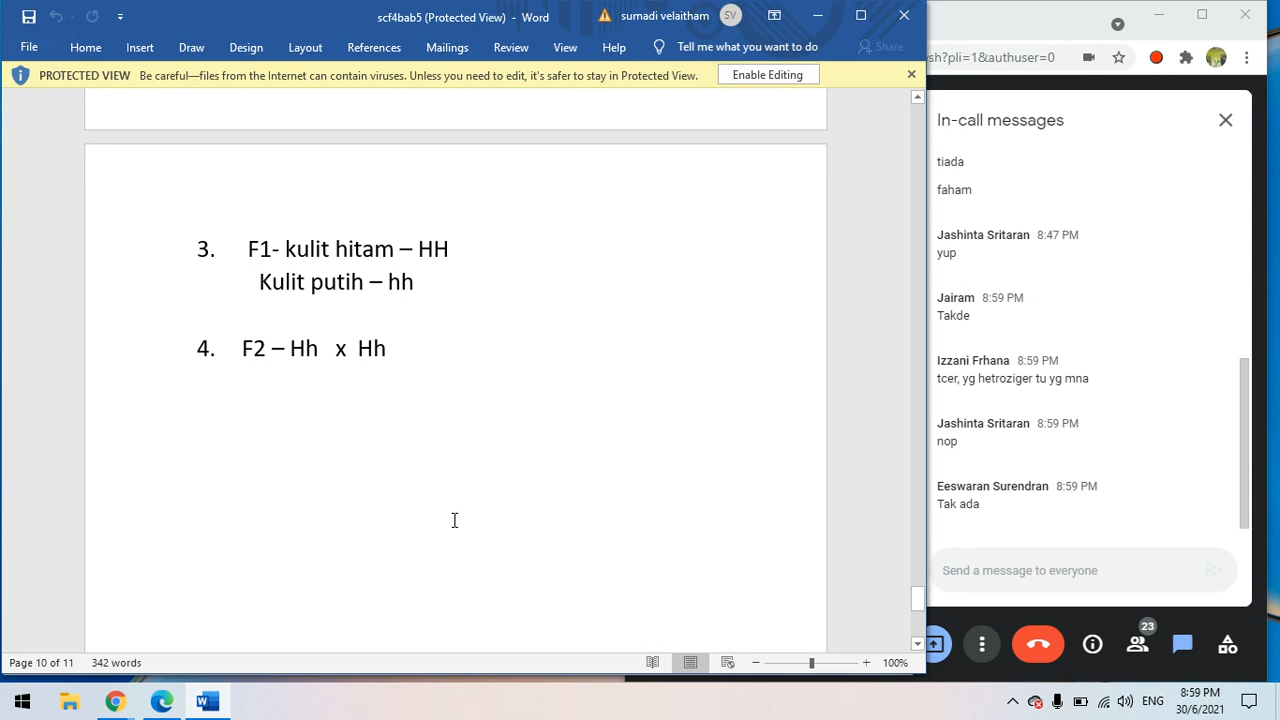 scf4bab5 (Protected View) - Word
sumadi velaitham
SV
File Home Insert Draw Design Layout References Mailings Review View Help Tell me what you want to do Share
PROTECTED VIEW Be careful—files from the Internet can contain viruses. Unless you need to edit, it's safer to stay in Protected View. Enable Editing
3. F1- kulit hitam – HH
Kulit putih – hh
4. F2 – Hh x Hh
Page 10 of 11 342 words
100%
sh?pli=1&authuser=0
In-call messages
tiada
faham
Jashinta Sritaran 8:47 PM
yup
Jairam 8:59 PM
Takde
Izzani Frhana 8:59 PM
tcer, yg hetroziger tu yg mna
Jashinta Sritaran 8:59 PM
nop
Eeswaran Surendran 8:59 PM
Tak ada
Send a message to everyone
23
ENG
8:59 PM
30/6/2021